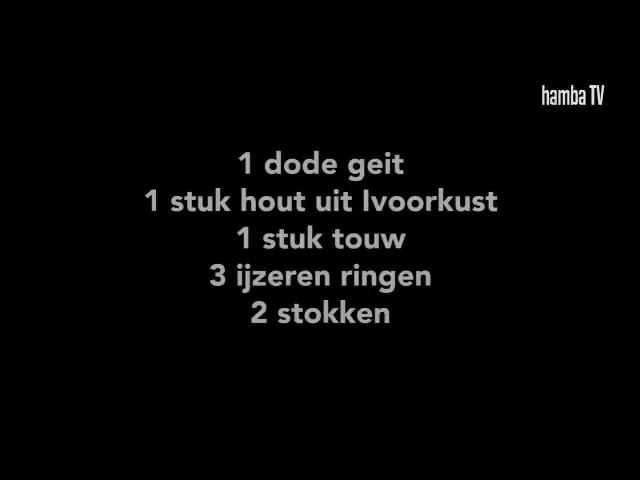 hamba TV
1 dode geit
1 stuk hout uit Ivoorkust
1 stuk touw
3 ijzeren ringen
2 stokken